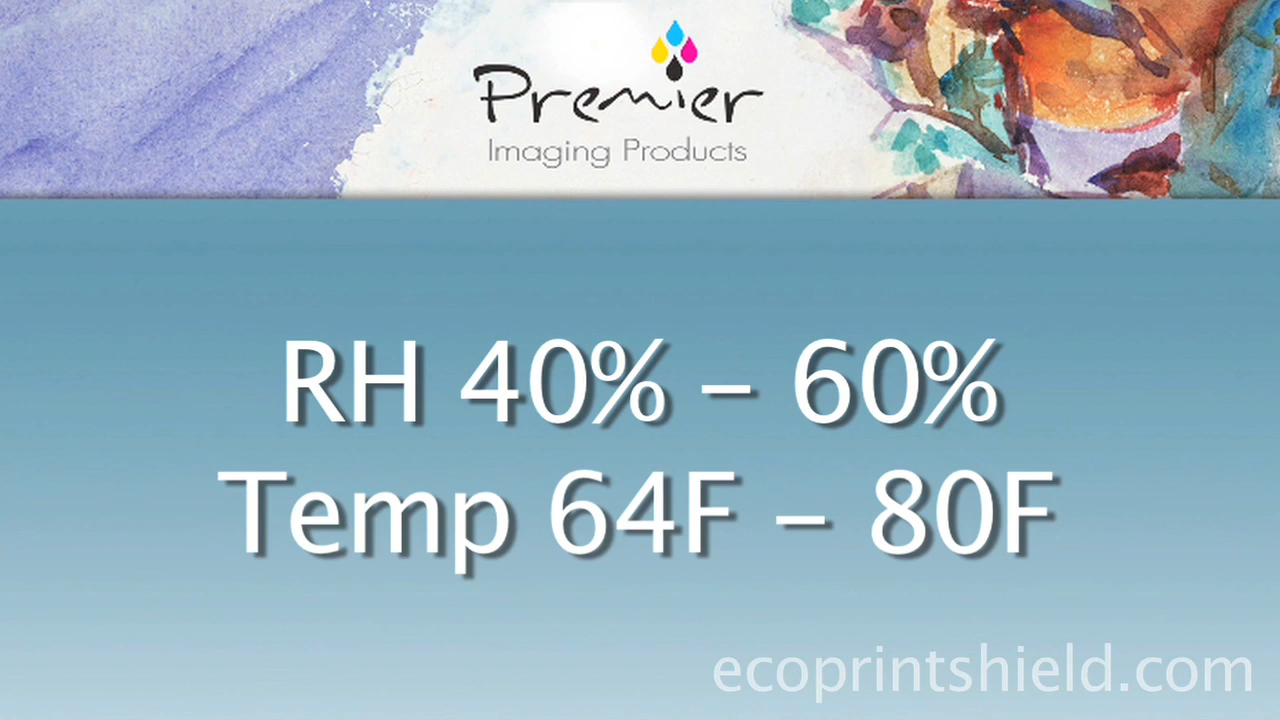 Premier
Imaging Products
RH 40% – 60%
Temp 64F – 80F
ecoprintshield.com